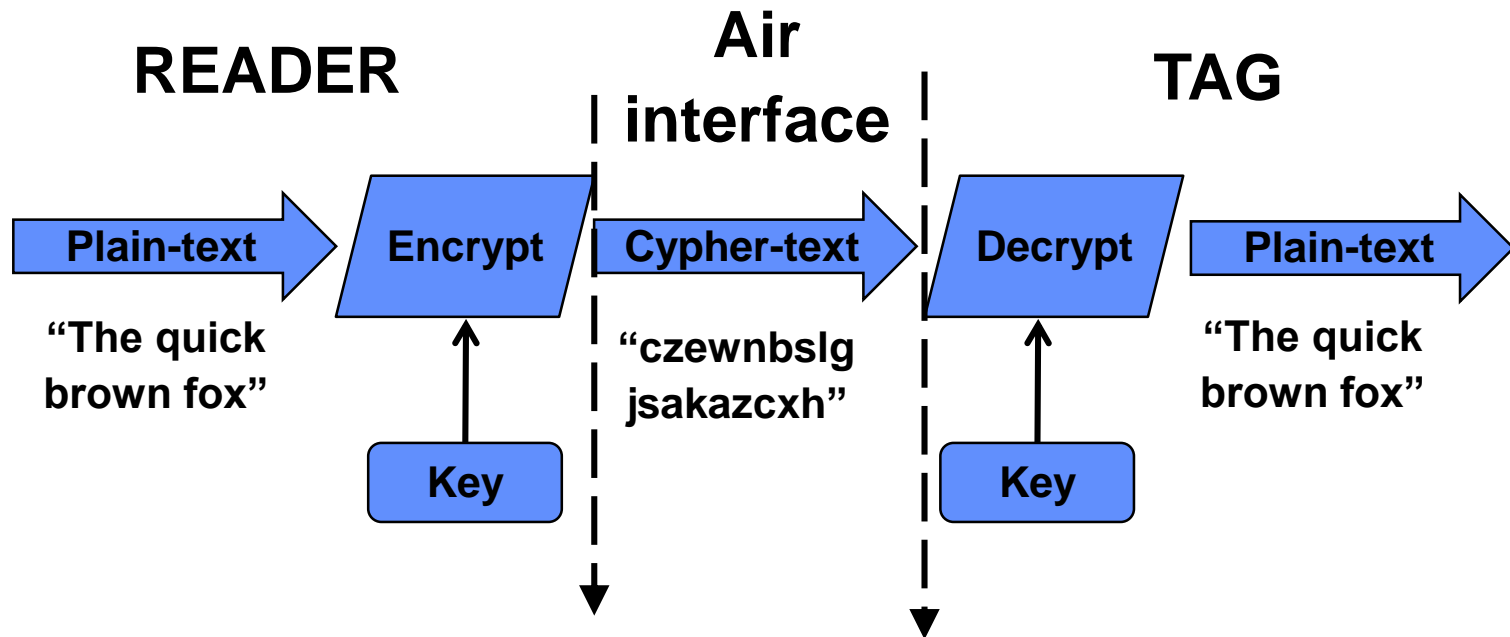 READER
Air
interface
TAG
Plain-text
Encrypt
Cypher-text
Decrypt
Plain-text
“The quick
brown fox”
“czewnbslg
jsakazcxh”
“The quick
brown fox”
Key
Key